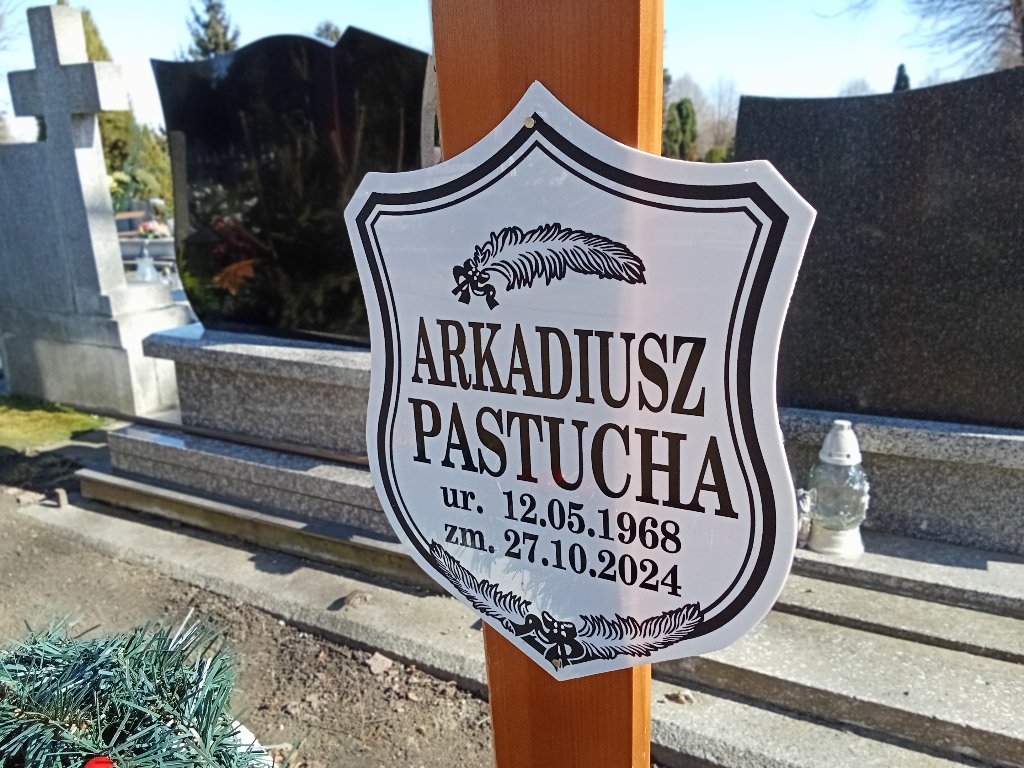 ARKADIUSZ
PASTUCHA
ur. 12.05.1968
zm. 27.10.2024